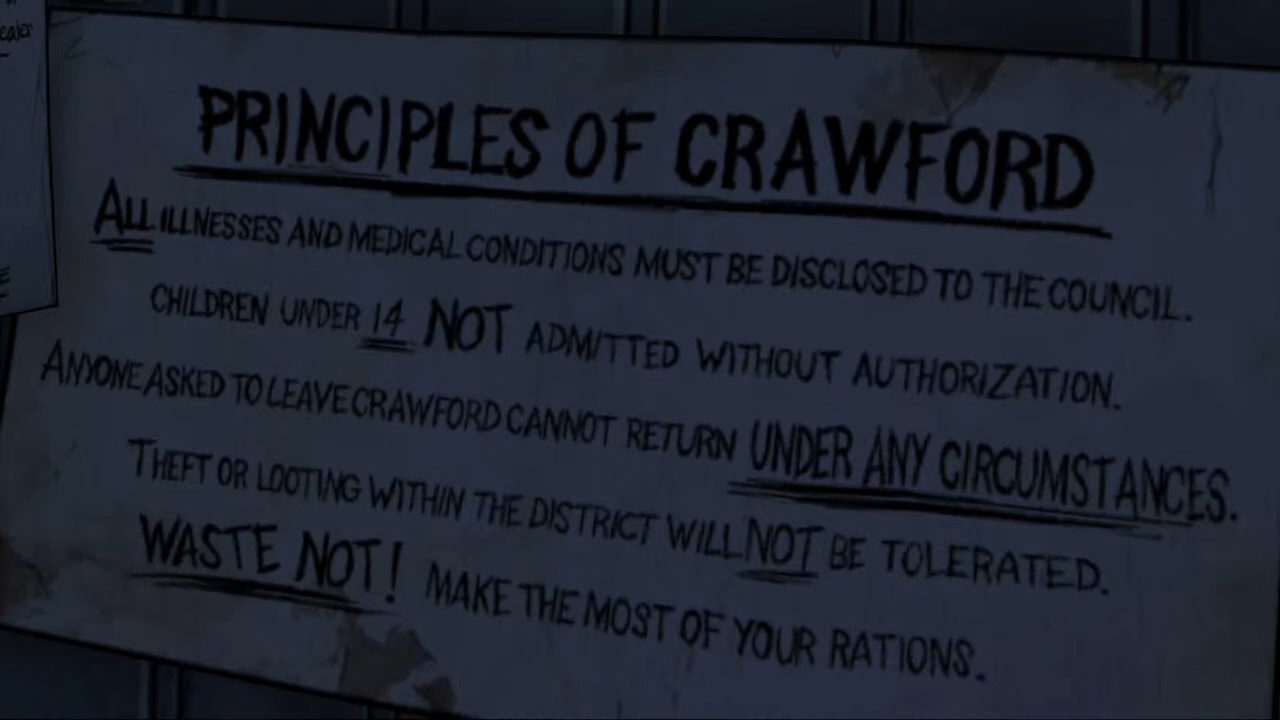 PRINCIPLES OF CRAWFORD
ALL ILLNESSES AND MEDICAL CONDITIONS MUST BE DISCLOSED TO THE COUNCIL.
CHILDREN UNDER 14 NOT ADMITTED WITHOUT AUTHORIZATION.
ANYONE ASKED TO LEAVE CRAWFORD CANNOT RETURN UNDER ANY CIRCUMSTANCES.
THEFT OR LOOTING WITHIN THE DISTRICT WILL NOT BE TOLERATED.
WASTE NOT! MAKE THE MOST OF YOUR RATIONS.